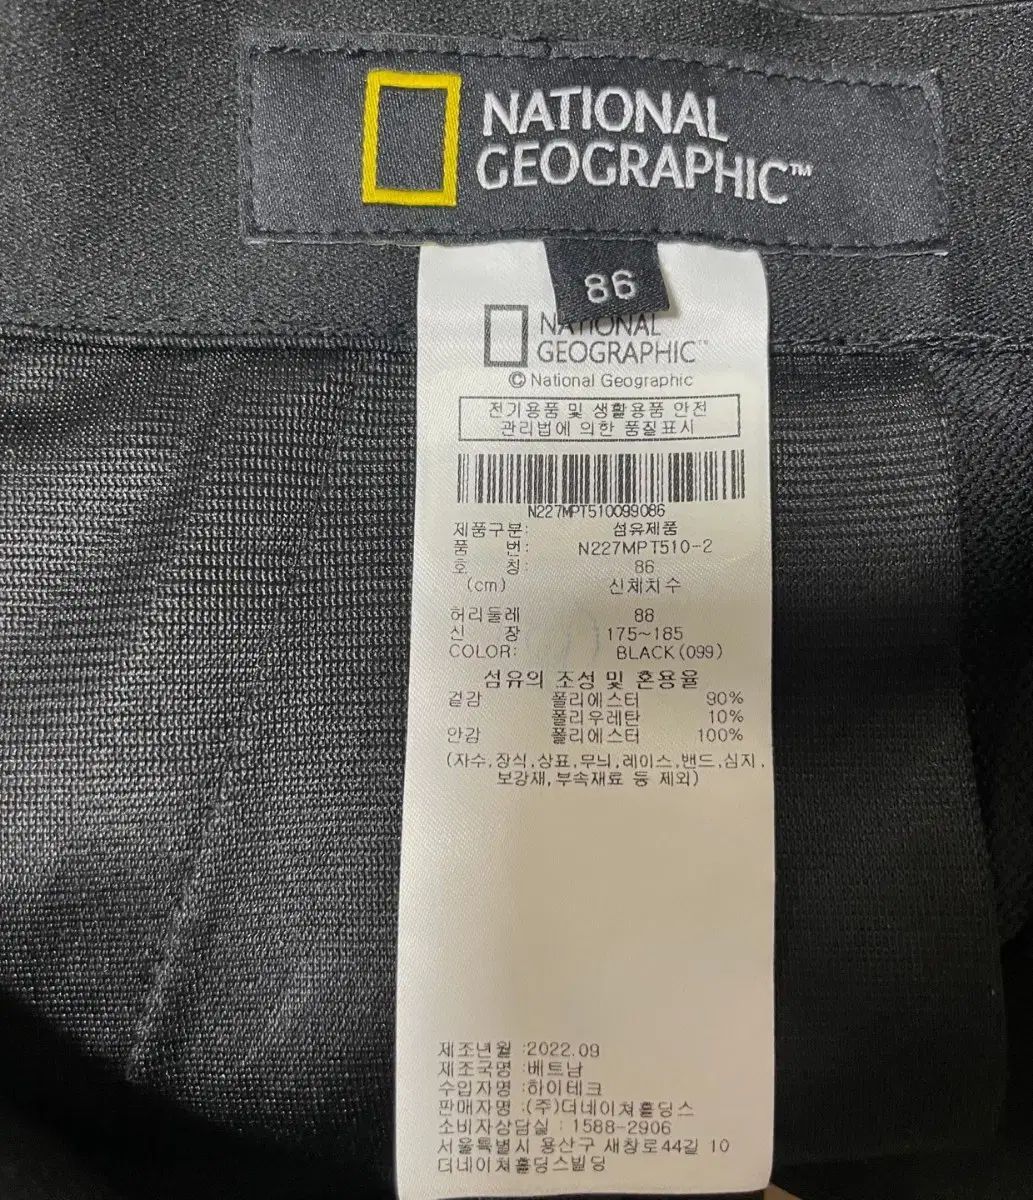 NATIONAL
GEOGRAPHIC™
86
NATIONAL
GEOGRAPHIC™
© National Geographic
전기용품 및 생활용품 안전
관리법에 의한 품질표시
N227MPT510099086
제품구분: 섬유제품
품 번: N227MPT510-2
호 칭: 86
(cm) 신체치수
허리둘레 88
신 장 175~185
COLOR: BLACK(099)
섬유의 조성 및 혼용율
겉감 폴리에스터 90%
폴리우레탄 10%
안감 폴리에스터 100%
(자수,장식,상표,무늬,레이스,밴드,심지,
보강재,부속재료 등 제외)
제조년월 :2022.09
제조국명 :베트남
수입자명 :하이테크
판매자명 :(주)더네이쳐홀딩스
소비자상담실 : 1588-2906
서울특별시 용산구 새창로44길 10
더네이쳐홀딩스빌딩